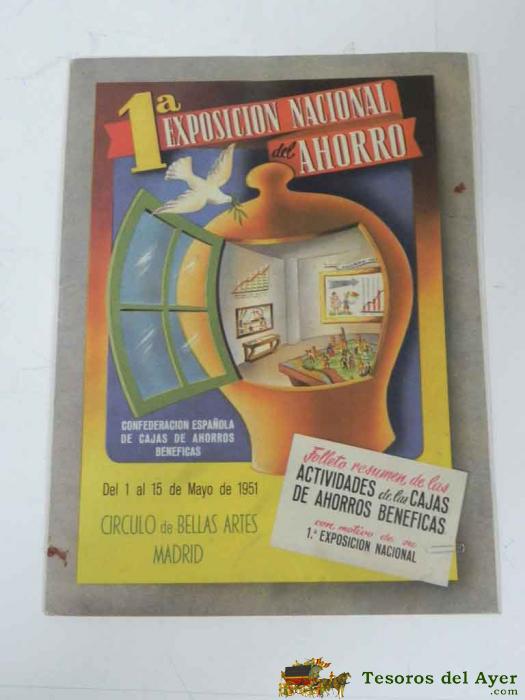 1ª
EXPOSICION NACIONAL
del AHORRO
CONFEDERACION ESPAÑOLA
DE CAJAS DE AHORROS
BENEFICAS
Del 1 al 15 de Mayo de 1951
CIRCULO de BELLAS ARTES
MADRID
Folleto resumen de las
ACTIVIDADES de las CAJAS
DE AHORROS BENEFICAS
con motivo de su
1.ª EXPOSICION NACIONAL
Tesoros del Ayer
.com